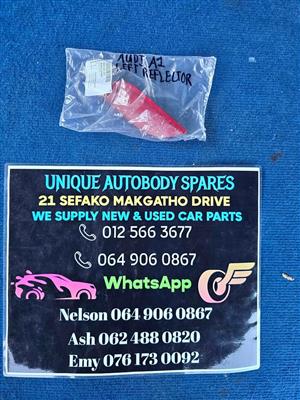 AUDI A1
LEFT REFLECTOR
UNIQUE AUTOBODY SPARES
21 SEFAKO MAKGATHO DRIVE
WE SUPPLY NEW & USED CAR PARTS
012 566 3677
064 906 0867
WhatsApp
Nelson 064 906 0867
Ash 062 488 0820
Emy 076 173 0092